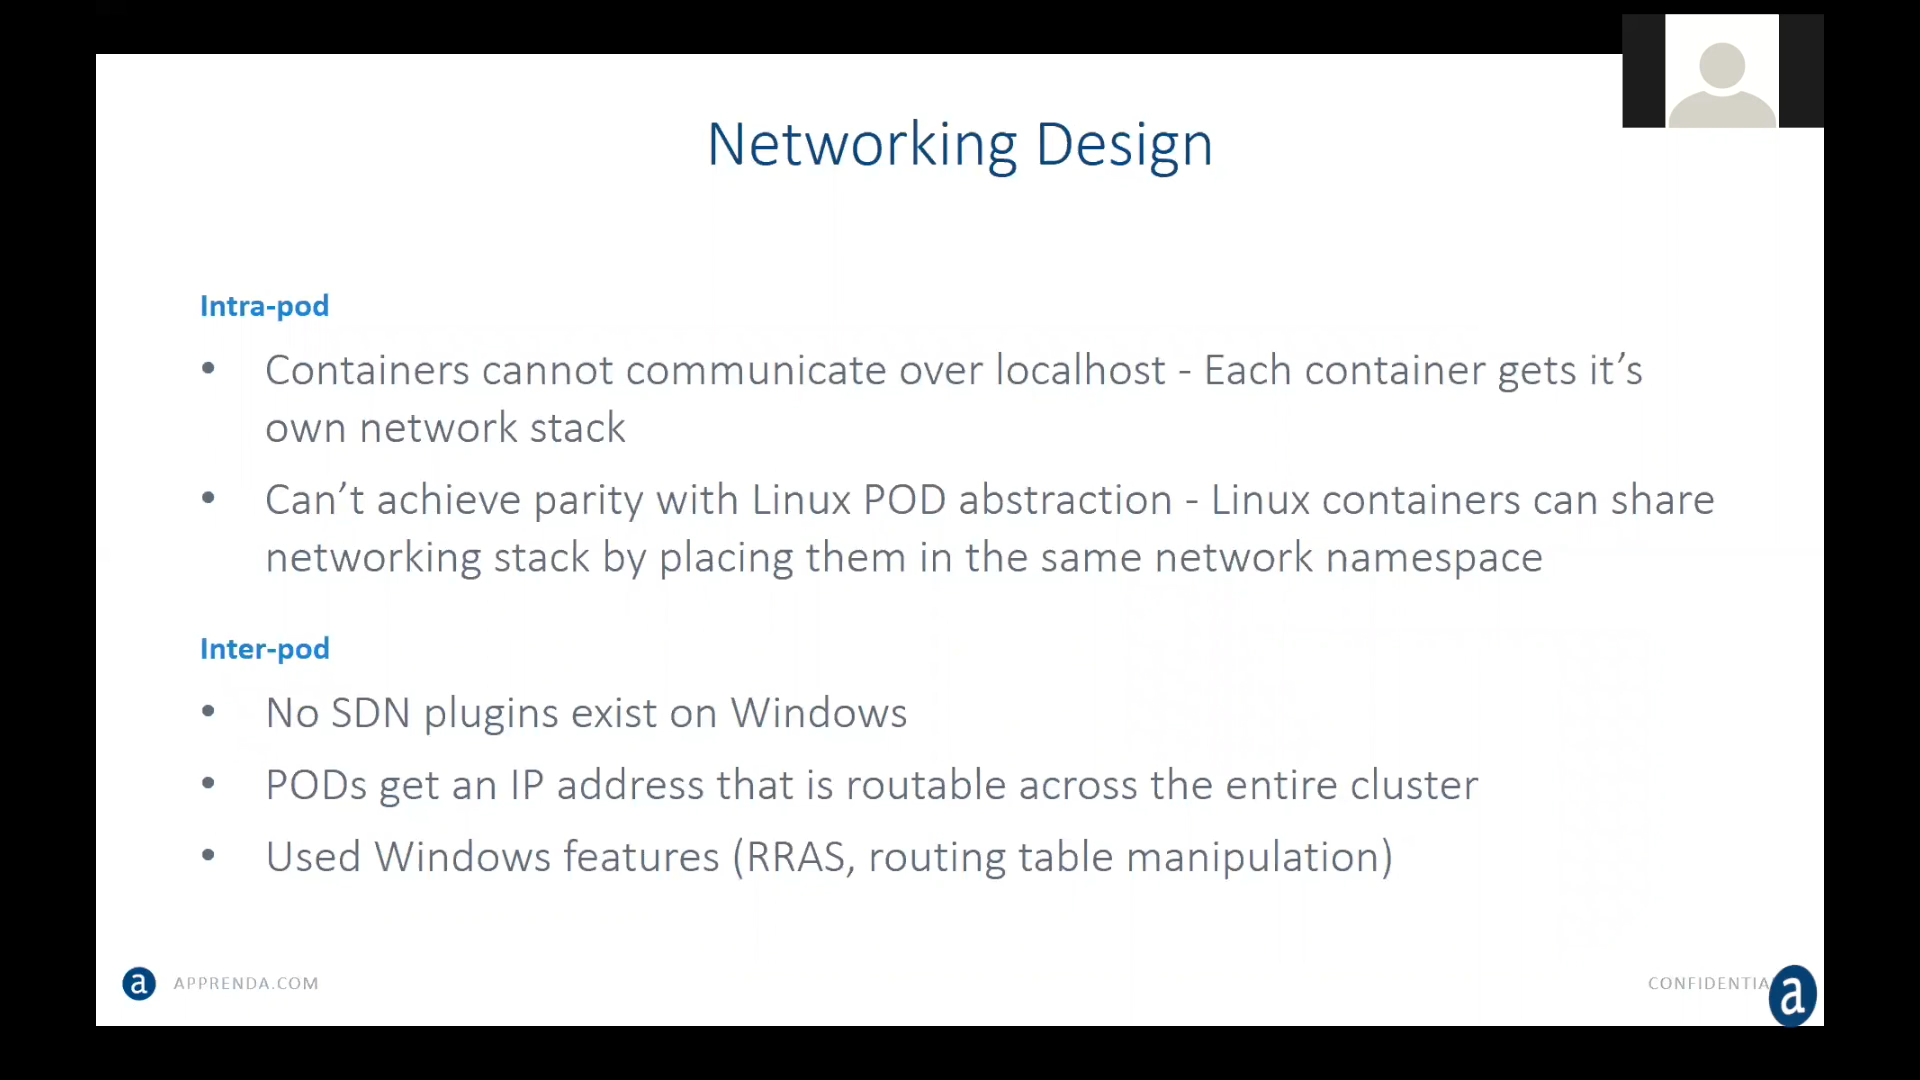 Networking Design
Intra-pod
• Containers cannot communicate over localhost - Each container gets it’s
own network stack
• Can’t achieve parity with Linux POD abstraction - Linux containers can share
networking stack by placing them in the same network namespace
Inter-pod
• No SDN plugins exist on Windows
• PODs get an IP address that is routable across the entire cluster
• Used Windows features (RRAS, routing table manipulation)
a APPRENDA.COM
CONFIDENTIA a